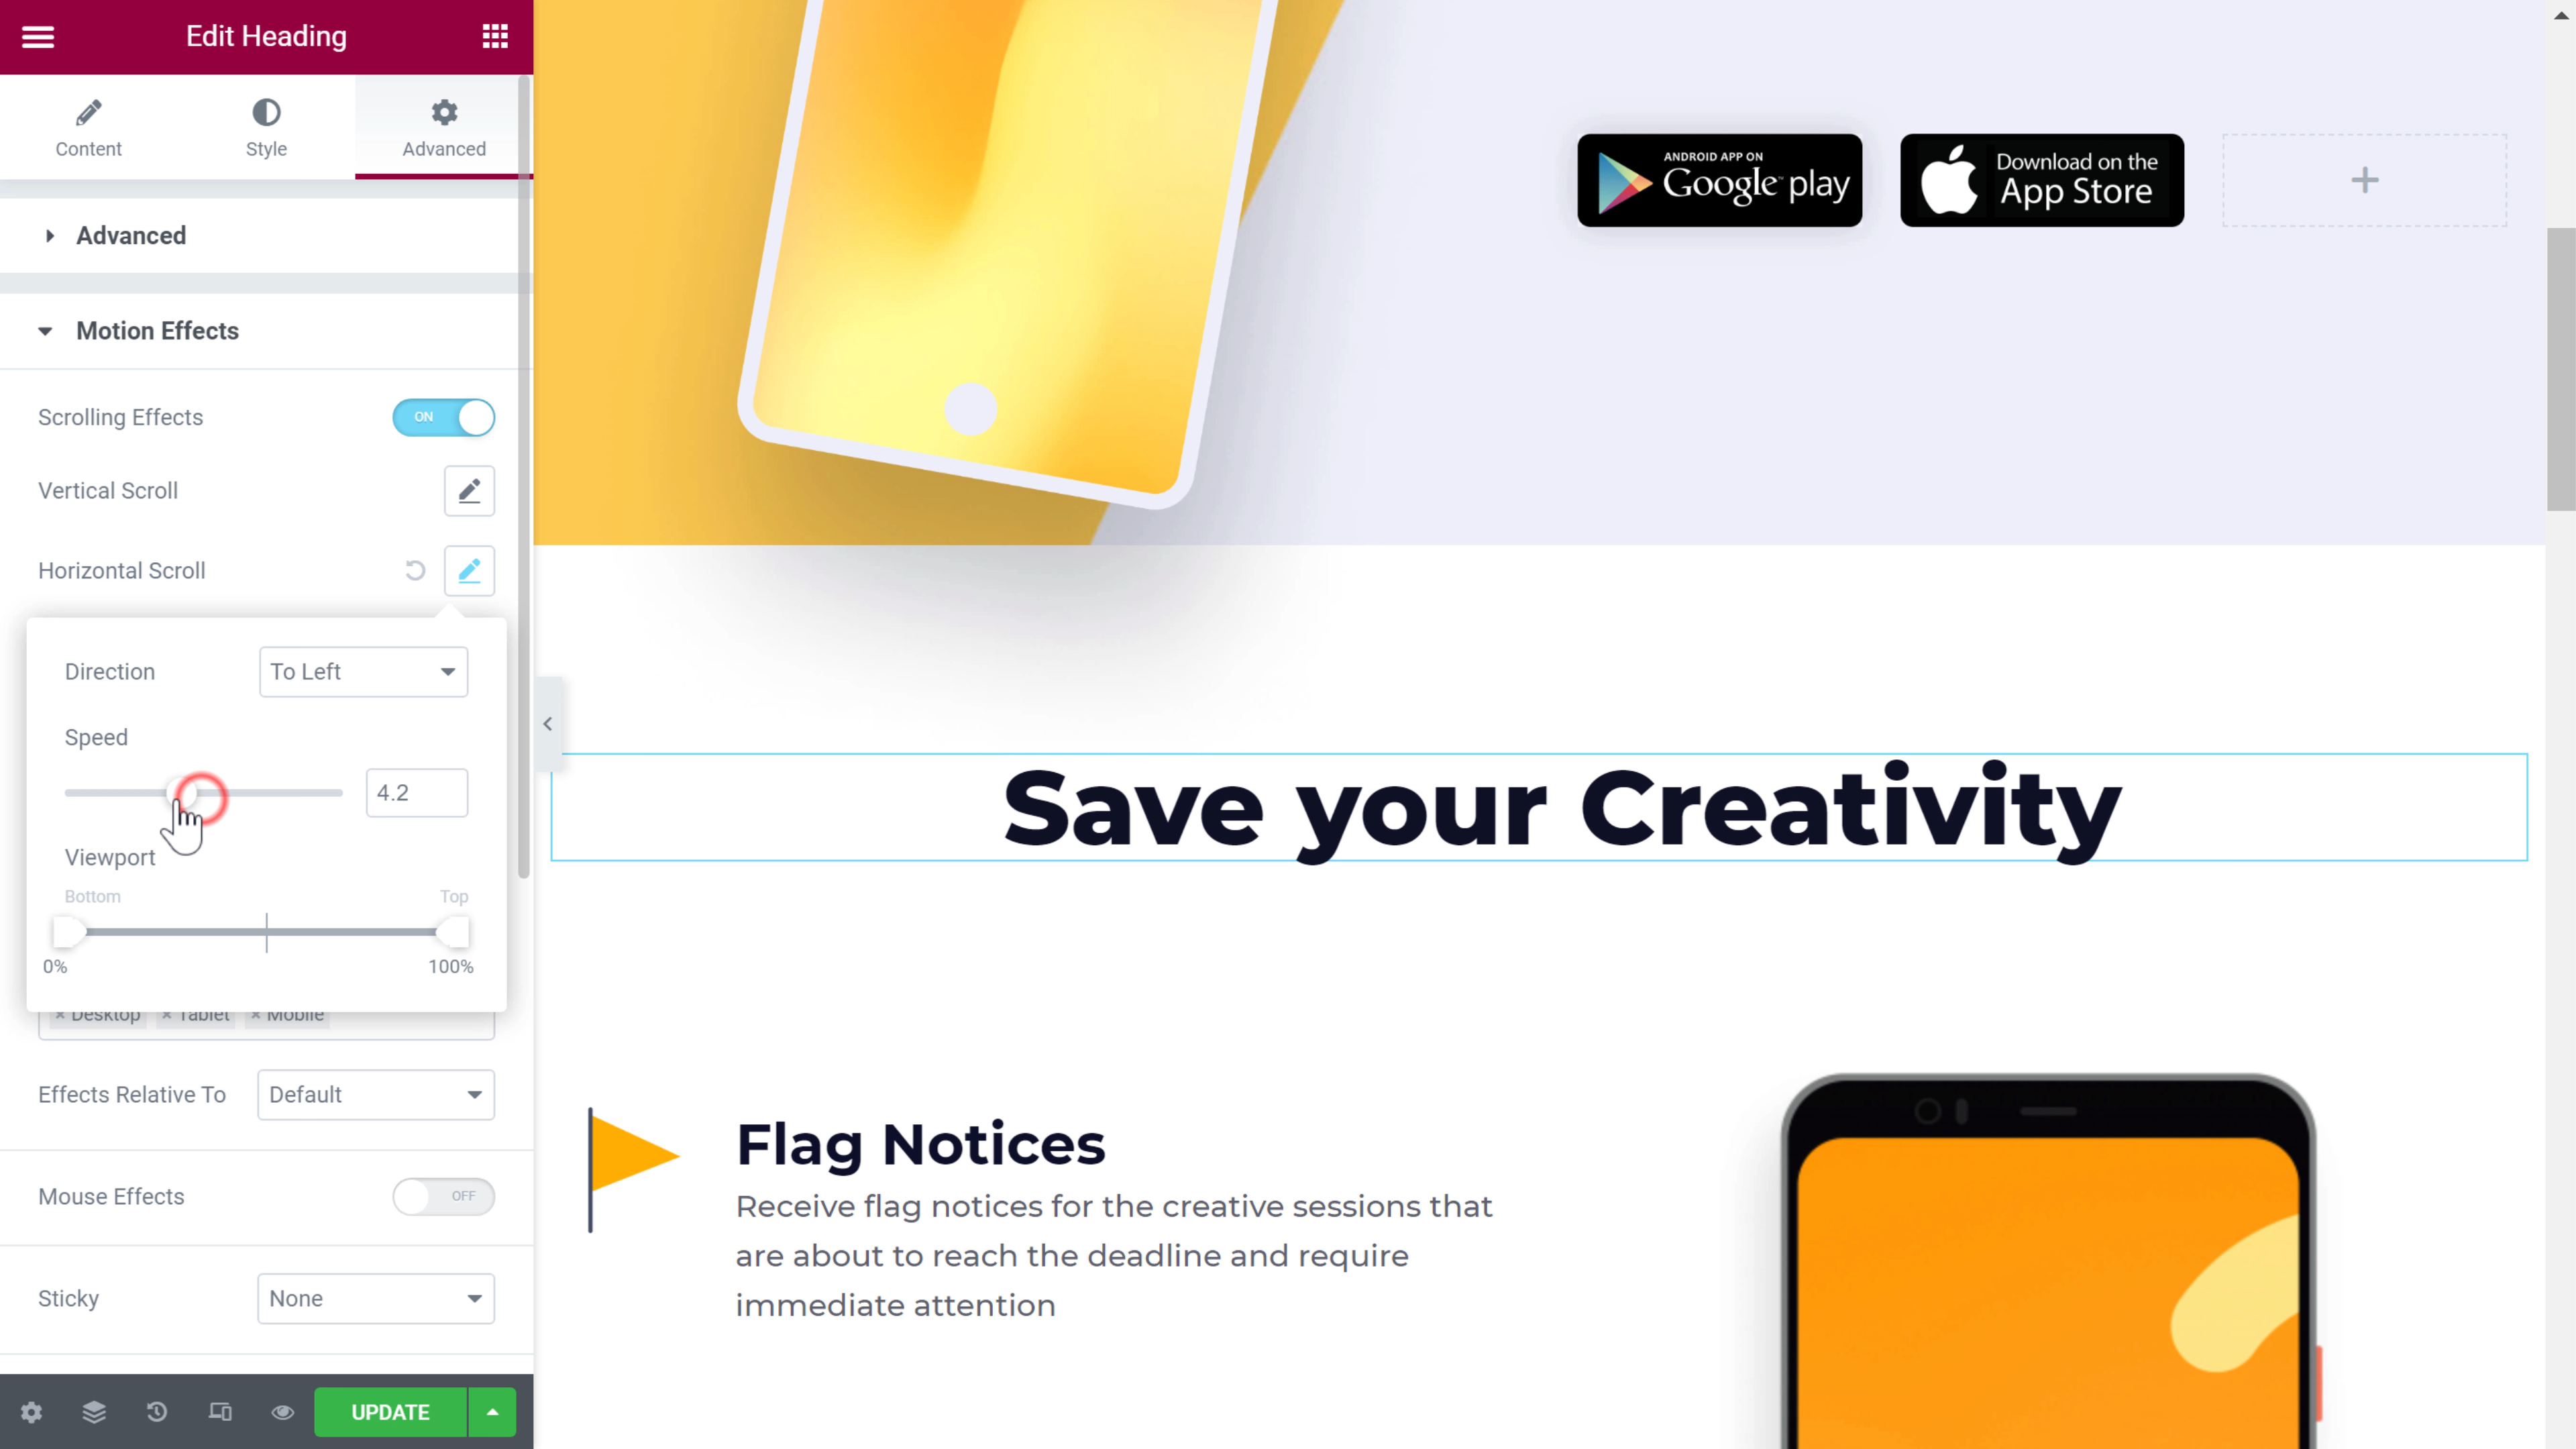 Edit Heading
Content
Style
Advanced
Advanced
Motion Effects
Scrolling Effects
ON
Vertical Scroll
Horizontal Scroll
Direction
To Left
Speed
4.2
Viewport
Bottom
Top
0%
100%
× Desktop × Tablet × Mobile
Effects Relative To
Default
Mouse Effects
OFF
Sticky
None
UPDATE
ANDROID APP ON
Google play
Download on the
App Store
Save your Creativity
Flag Notices
Receive flag notices for the creative sessions that
are about to reach the deadline and require
immediate attention